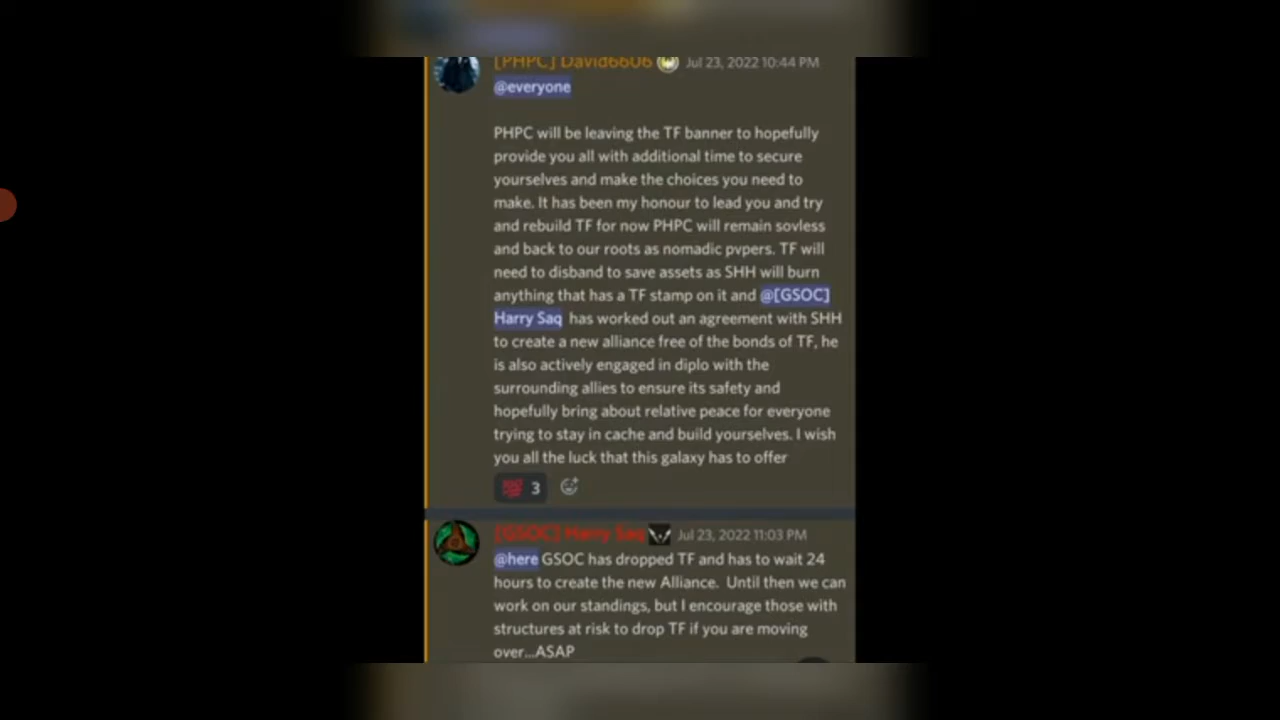 [PHPC] David6606 Jul 23, 2022 10:44 PM
@everyone
PHPC will be leaving the TF banner to hopefully
provide you all with additional time to secure
yourselves and make the choices you need to
make. It has been my honour to lead you and try
and rebuild TF for now PHPC will remain sovless
and back to our roots as nomadic pvpers. TF will
need to disband to save assets as SHH will burn
anything that has a TF stamp on it and @[GSOC]
Harry Saq has worked out an agreement with SHH
to create a new alliance free of the bonds of TF, he
is also actively engaged in diplo with the
surrounding allies to ensure its safety and
hopefully bring about relative peace for everyone
trying to stay in cache and build yourselves. I wish
you all the luck that this galaxy has to offer
3
[GSOC] Harry Saq Jul 23, 2022 11:03 PM
@here GSOC has dropped TF and has to wait 24
hours to create the new Alliance. Until then we can
work on our standings, but I encourage those with
structures at risk to drop TF if you are moving
over...ASAP